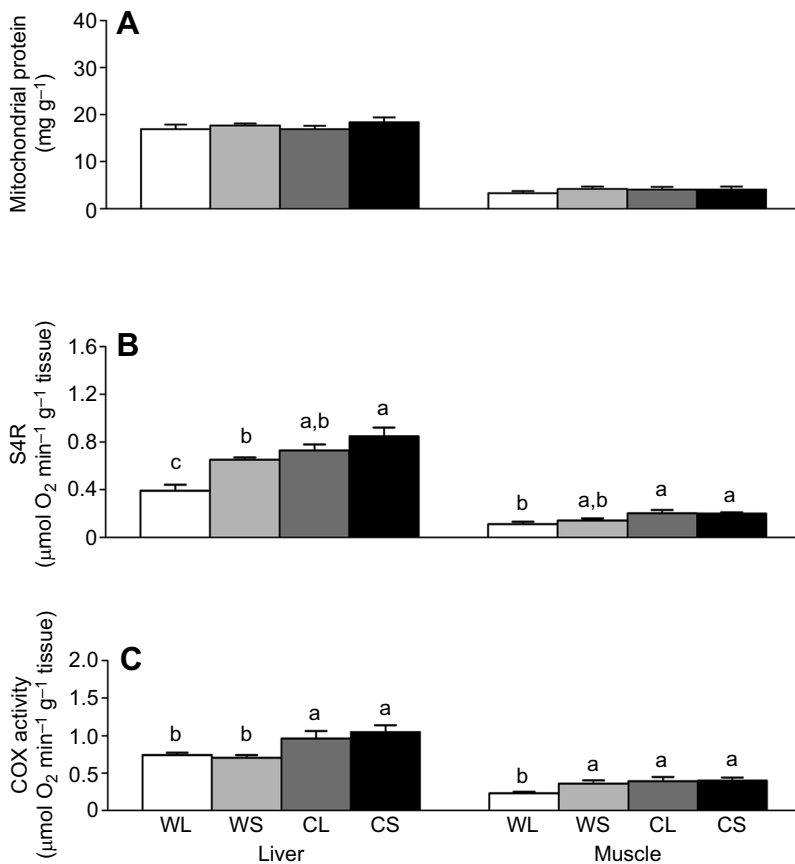 A
Mitochondrial protein
(mg g⁻¹)
40
30
20
10
0
B
S4R
(μmol O₂ min⁻¹ g⁻¹ tissue)
1.6
1.2
0.8
0.4
0
c
b
a,b
a
b
a,b
a
a
C
COX activity
(μmol O₂ min⁻¹ g⁻¹ tissue)
2.0
1.5
1.0
0.5
0
b
b
a
a
b
a
a
a
WL WS CL CS WL WS CL CS
Liver Muscle